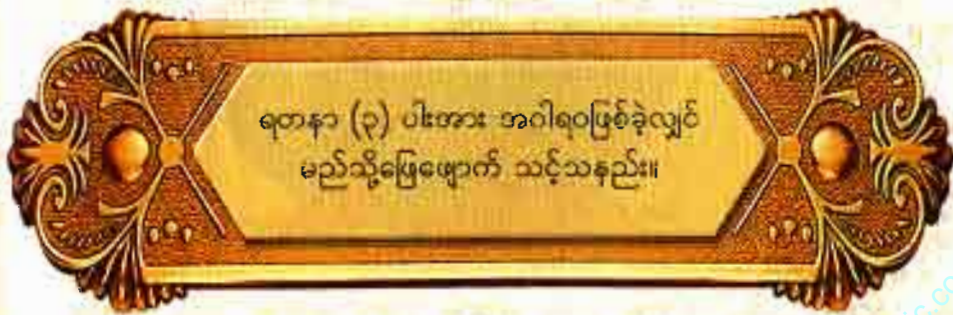 ရတနာ (၃) ပါးအား အဂါရဝဖြစ်ခဲ့လျှင်
မည်သို့ဖြေဖျောက် သင့်သနည်း။